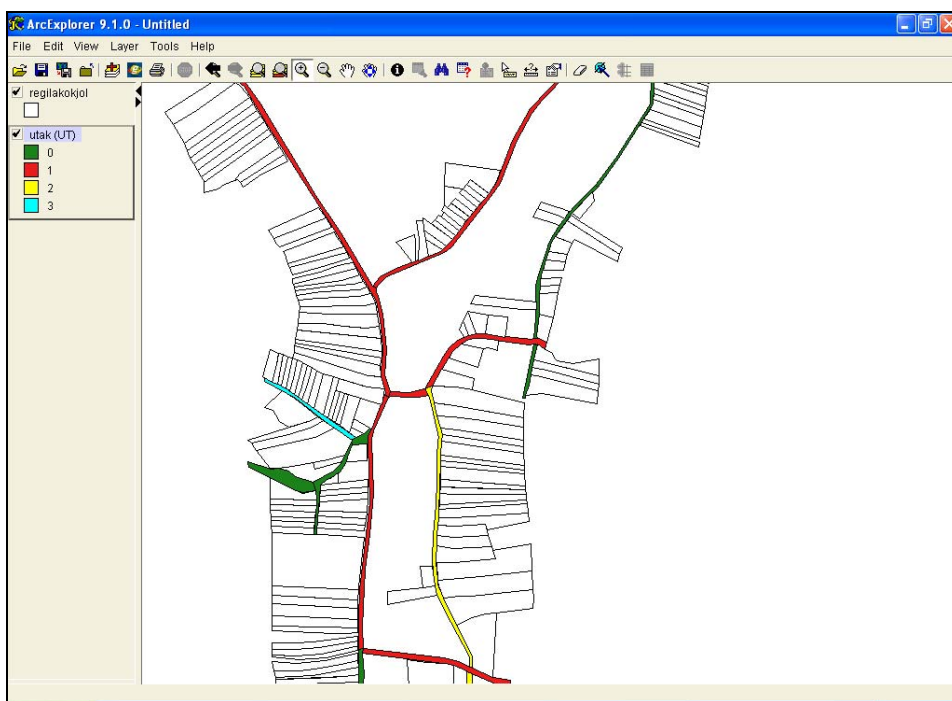 ArcExplorer 9.1.0 - Untitled
File Edit View Layer Tools Help
regilakokjol
utak (UT)
0
1
2
3